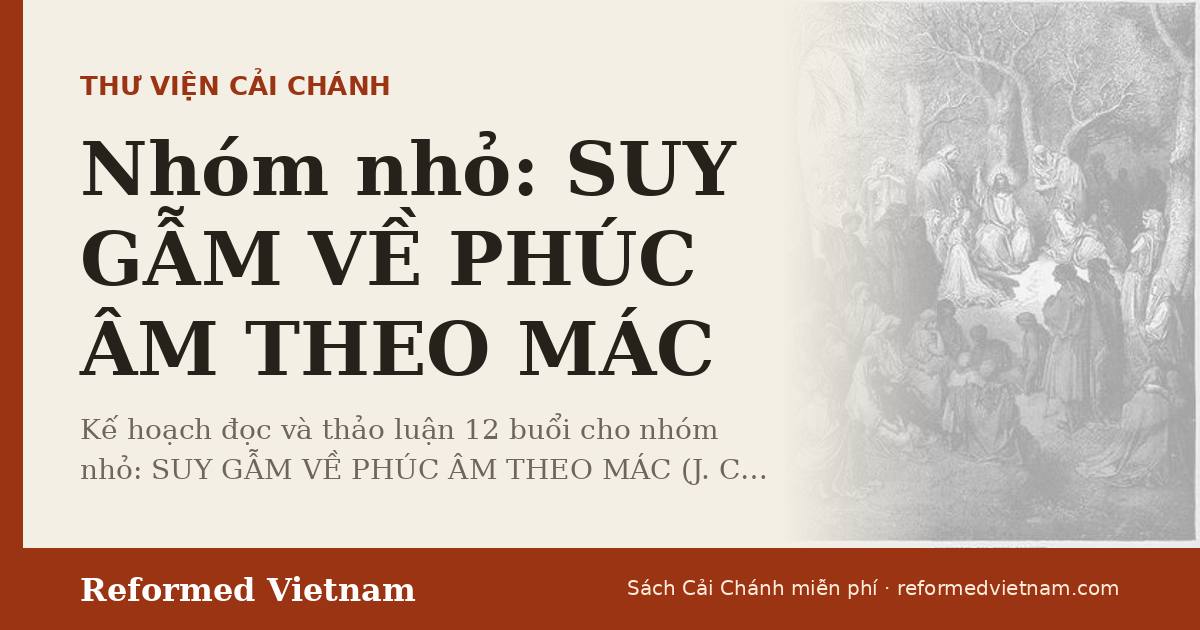 THƯ VIỆN CẢI CHÁNH
Nhóm nhỏ: SUY
GẪM VỀ PHÚC
ÂM THEO MÁC
Kế hoạch đọc và thảo luận 12 buổi cho nhóm
nhỏ: SUY GẪM VỀ PHÚC ÂM THEO MÁC (J. C...
Reformed Vietnam
Sách Cải Chánh miễn phí · reformedvietnam.com